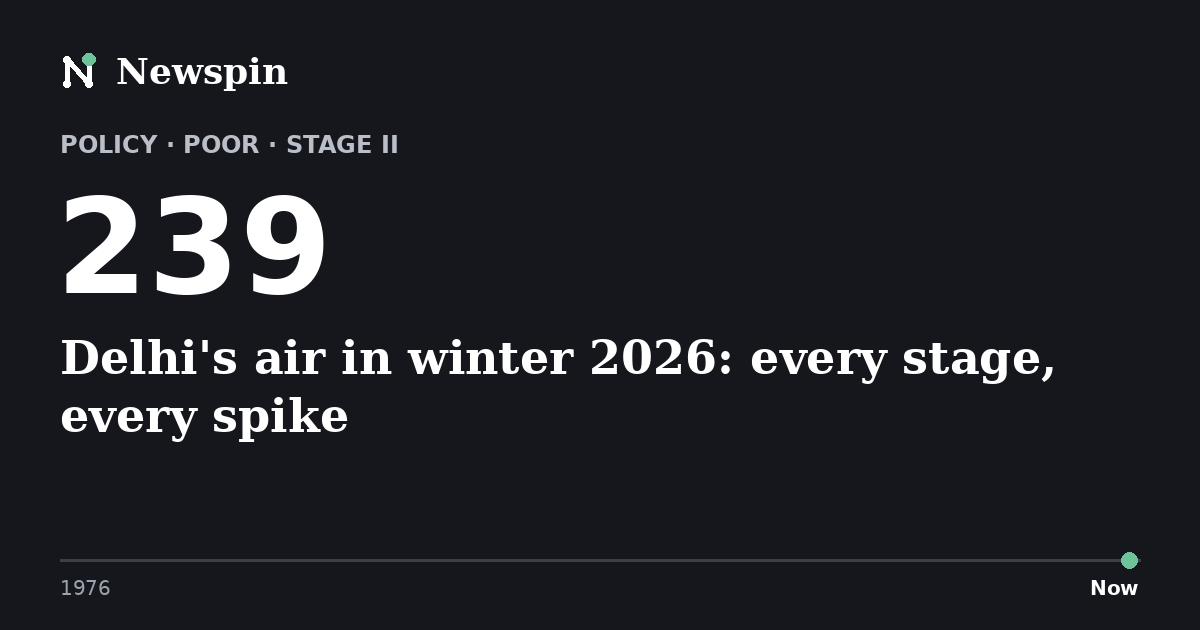 Newspin
POLICY · POOR · STAGE II
239
Delhi's air in winter 2026: every stage,
every spike
1976
Now